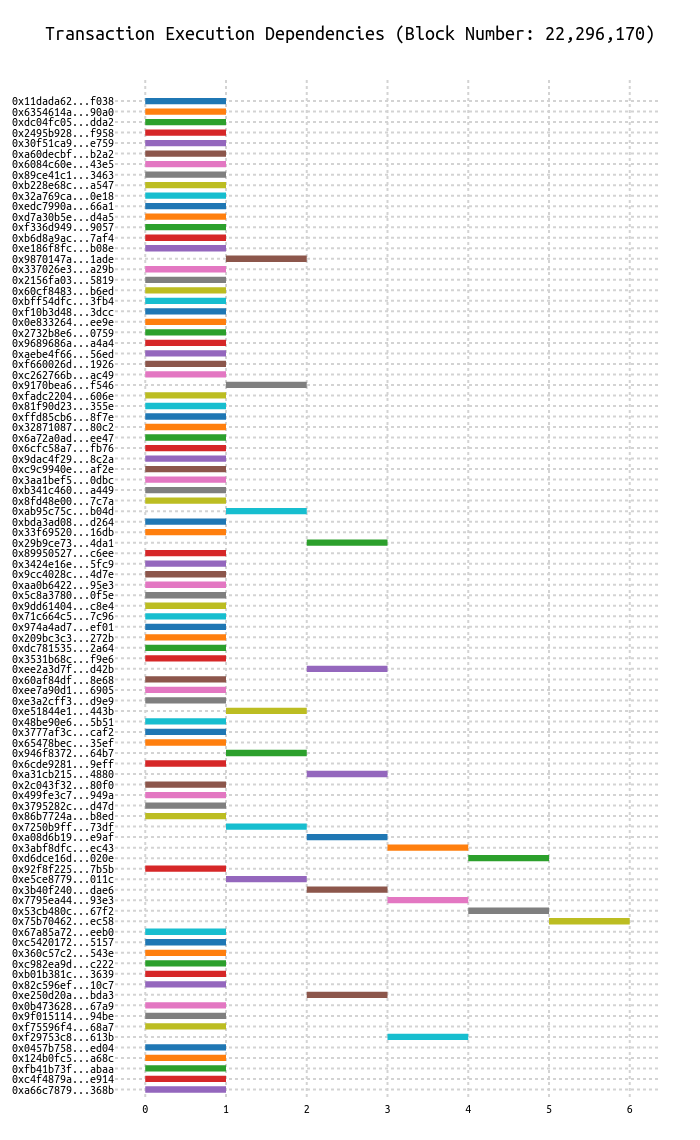 Transaction Execution Dependencies (Block Number: 22,296,170)
0x11dada62...f038
0x6354614a...90a0
0xdc04fc05...dda2
0x2495b928...f958
0x30f51ca9...e759
0xa60decbf...b2a2
0x6084c60e...43e5
0x89ce41c1...3463
0xb228e68c...a547
0x32a769ca...0e18
0xedc7990a...66a1
0xd7a30b5e...d4a5
0xf336d949...9057
0xb6d8a9ac...7af4
0xe186f8fc...b08e
0x9870147a...1ade
0x337026e3...a29b
0x2156fa03...5819
0x60cf8483...b6ed
0xbff54dfc...3fb4
0xf10b3d48...3dcc
0x0e833264...ee9e
0x2732b8e6...0759
0x9689686a...a4a4
0xaebe4f66...56ed
0xf660026d...1926
0xc262766b...ac49
0x9170bea6...f546
0xfadc2204...606e
0x81f90d23...355e
0xffd85cb6...8f7e
0x32871087...80c2
0x6a72a0ad...ee47
0x6cfc58a7...fb76
0x9dac4f29...8c2a
0xc9c9940e...af2e
0x3aa1bef5...0dbc
0xb341c460...a449
0x8fd48e00...7c7a
0xab95c75c...b04d
0xbda3ad08...d264
0x33f69520...16db
0x29b9ce73...4da1
0x89950527...c6ee
0x3424e16e...5fc9
0x9cc4028c...4d7e
0xaa0b6422...95e3
0x5c8a3780...0f5e
0x9dd61404...c8e4
0x71c664c5...7c96
0x974a4ad7...ef01
0x209bc3c3...272b
0xdc781535...2a64
0x3531b68c...f9e6
0xee2a3d7f...d42b
0x60af84df...8e68
0xee7a90d1...6905
0xe3a2cff3...d9e9
0xe51844e1...443b
0x48be90e6...5b51
0x3777af3c...caf2
0x65478bec...35ef
0x946f8372...64b7
0x6cde9281...9eff
0xa31cb215...4880
0x2c043f32...80f0
0x499fe3c7...949a
0x3795282c...d47d
0x86b7724a...b8ed
0x7250b9ff...73df
0xa08d6b19...e9af
0x3abf8dfc...ec43
0xd6dce16d...020e
0x92f8f225...7b5b
0xe5ce8779...011c
0x3b40f240...dae6
0x7795ea44...93e3
0x53cb480c...67f2
0x75b70462...ec58
0x67a85a72...eeb0
0xc5420172...5157
0x360c57c2...543e
0xc982ea9d...c222
0xb01b381c...3639
0x82c596ef...10c7
0xe250d20a...bda3
0x0b473628...67a9
0x9f015114...94be
0xf75596f4...68a7
0xf29753c8...613b
0x0457b758...ed04
0x124b0fc5...a68c
0xfb41b73f...abaa
0xc4f4879a...e914
0xa66c7879...368b
0 1 2 3 4 5 6